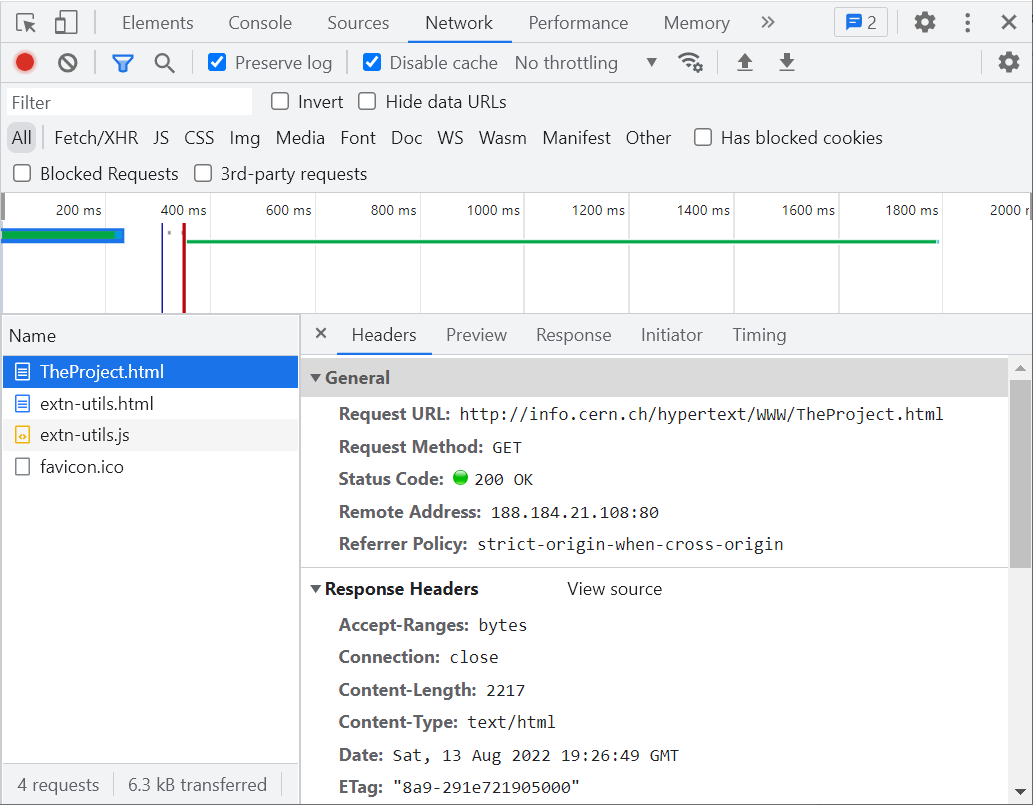 Elements Console Sources Network Performance Memory » 2
Preserve log Disable cache No throttling
Filter Invert Hide data URLs
All Fetch/XHR JS CSS Img Media Font Doc WS Wasm Manifest Other Has blocked cookies
Blocked Requests 3rd-party requests
200 ms 400 ms 600 ms 800 ms 1000 ms 1200 ms 1400 ms 1600 ms 1800 ms 2000 r
Name
TheProject.html
extn-utils.html
extn-utils.js
favicon.ico
4 requests 6.3 kB transferred
Headers Preview Response Initiator Timing
General
Request URL: http://info.cern.ch/hypertext/WWW/TheProject.html
Request Method: GET
Status Code: 200 OK
Remote Address: 188.184.21.108:80
Referrer Policy: strict-origin-when-cross-origin
Response Headers View source
Accept-Ranges: bytes
Connection: close
Content-Length: 2217
Content-Type: text/html
Date: Sat, 13 Aug 2022 19:26:49 GMT
ETag: "8a9-291e721905000"